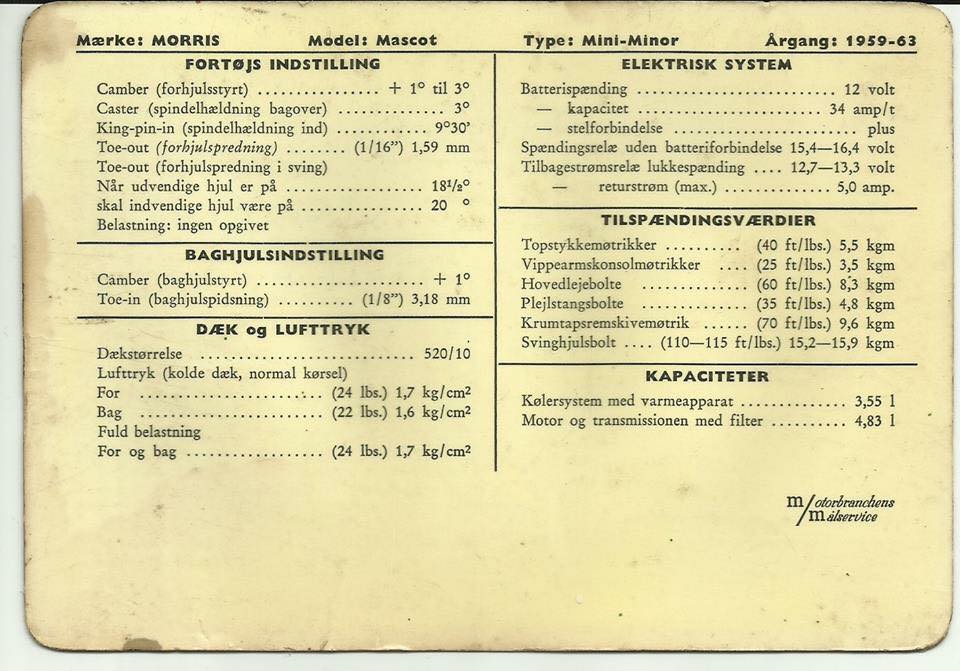 Mærke: MORRIS Model: Mascot Type: Mini-Minor Årgang: 1959-63
FORTØJS INDSTILLING
Camber (forhjulsstyrt) ................ + 1° til 3°
Caster (spindelhældning bagover) .............. 3°
King-pin-in (spindelhældning ind) ............ 9°30'
Toe-out (forhjulspredning) ........ (1/16") 1,59 mm
Toe-out (forhjulspredning i sving)
Når udvendige hjul er på .................. 18¹/₂°
skal indvendige hjul være på ................ 20 °
Belastning: ingen opgivet
BAGHJULSINDSTILLING
Camber (baghjulstyrt) ....................... + 1°
Toe-in (baghjulspidsning) .......... (1/8") 3,18 mm
DÆK og LUFTTRYK
Dækstørrelse ............................ 520/10
Lufttryk (kolde dæk, normal kørsel)
For ........................ (24 lbs.) 1,7 kg/cm²
Bag ........................ (22 lbs.) 1,6 kg/cm²
Fuld belastning
For og bag .................. (24 lbs.) 1,7 kg/cm²
ELEKTRISK SYSTEM
Batterispænding .......................... 12 volt
— kapacitet ........................ 34 amp/t
— stelforbindelse ........................ plus
Spændingsrelæ uden batteriforbindelse 15,4—16,4 volt
Tilbagestrømsrelæ lukkespænding .... 12,7—13,3 volt
— returstrøm (max.) .............. 5,0 amp.
TILSPÆNDINGSVÆRDIER
Topstykkemøtrikker .......... (40 ft/lbs.) 5,5 kgm
Vippearmskonsolmøtrikker .... (25 ft/lbs.) 3,5 kgm
Hovedlejebolte .............. (60 ft/lbs.) 8,3 kgm
Plejlstangsbolte ............ (35 ft/lbs.) 4,8 kgm
Krumtapsremskivemøtrik ...... (70 ft/lbs.) 9,6 kgm
Svinghjulsbolt .... (110—115 ft/lbs.) 15,2—15,9 kgm
KAPACITETER
Kølersystem med varmeapparat .............. 3,55 l
Motor og transmissionen med filter .......... 4,83 l
m/otorbranchens
/målservice